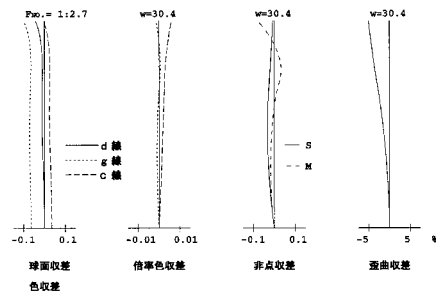 FNO.= 1:2.7
w=30.4
w=30.4
w=30.4
d 線
g 線
C 線
S
M
-0.1 0.1
-0.01 0.01
-0.1 0.1
-5 5 %
球面収差
色収差
倍率色収差
非点収差
歪曲収差